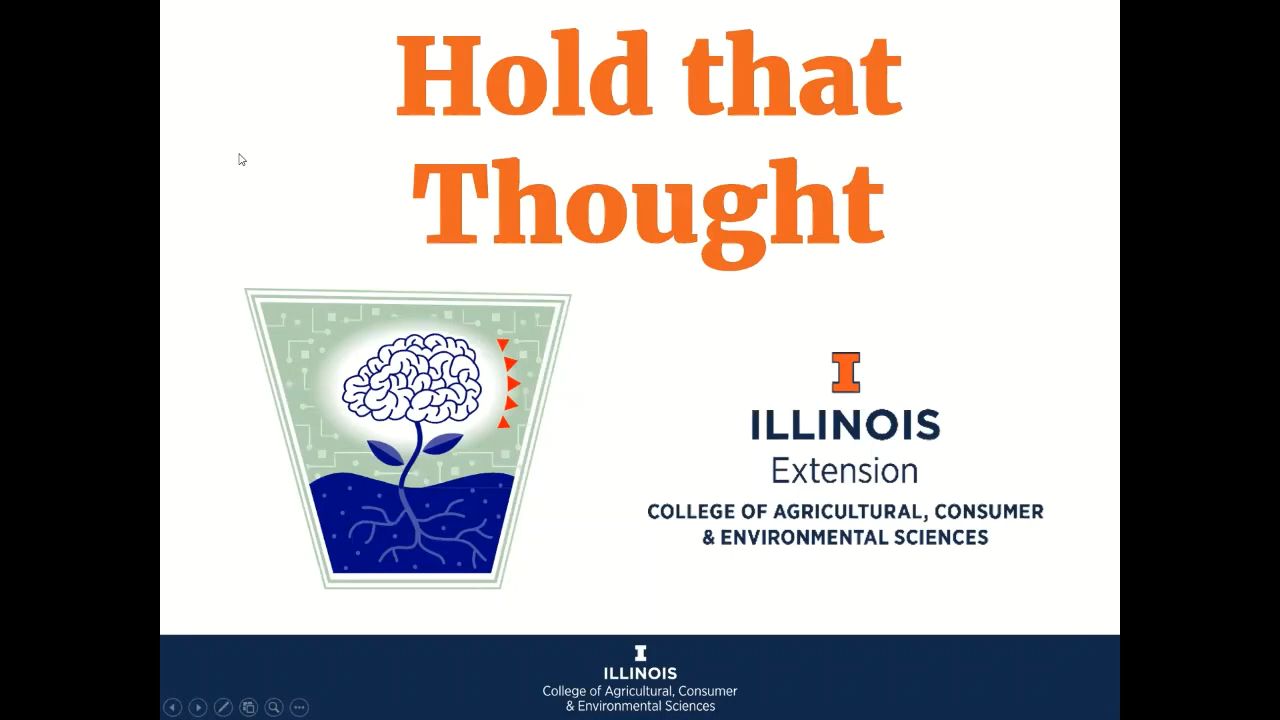 Hold that
Thought
ILLINOIS
Extension
COLLEGE OF AGRICULTURAL, CONSUMER
& ENVIRONMENTAL SCIENCES
ILLINOIS
College of Agricultural, Consumer
& Environmental Sciences